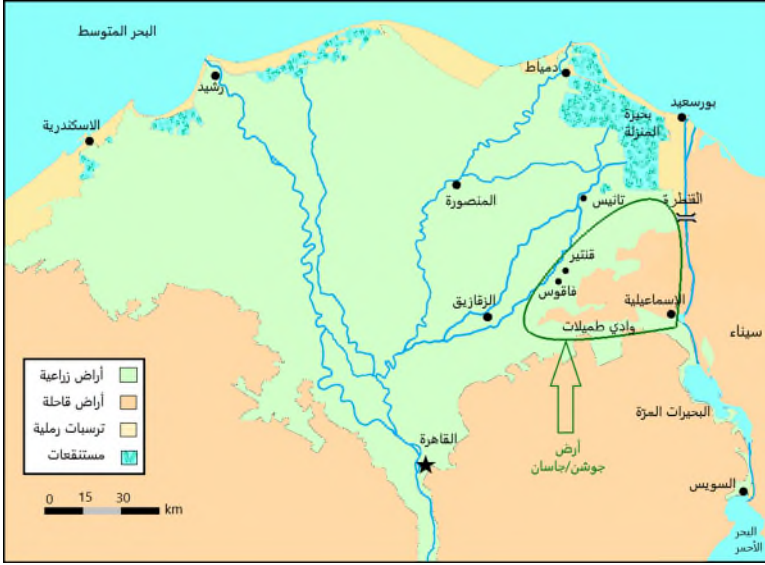 البحر المتوسط
رشيد
دمياط
بورسعيد
بحيرة
المنزلة
الاسكندرية
المنصورة
تانيس
القنطرة
قنتير
فاقوس
الزقازيق
الإسماعيلية
وادي طميلات
سيناء
أراض زراعية
أراض قاحلة
ترسبات رملية
مستنقعات
البحيرات المرّة
القاهرة
أرض
جوشن/جاسان
السويس
البحر
الأحمر
0 15 30
km